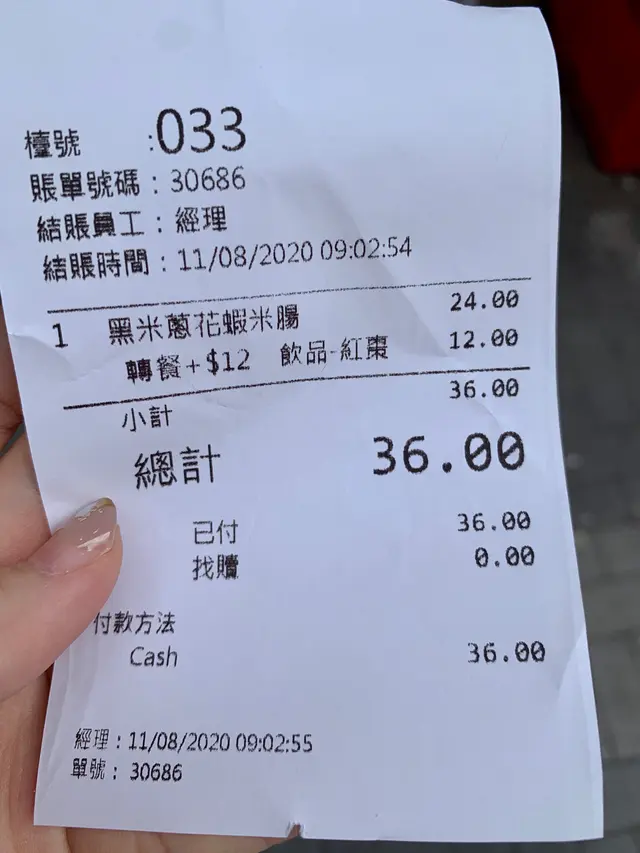 檯號 :033
賬單號碼 : 30686
結賬員工 : 經理
結賬時間 : 11/08/2020 09:02:54
1 黑米蔥花蝦米腸 24.00
轉餐+$12 飲品-紅棗 12.00
小計 36.00
總計 36.00
已付 36.00
找贖 0.00
付款方法
Cash 36.00
經理 : 11/08/2020 09:02:55
單號 : 30686